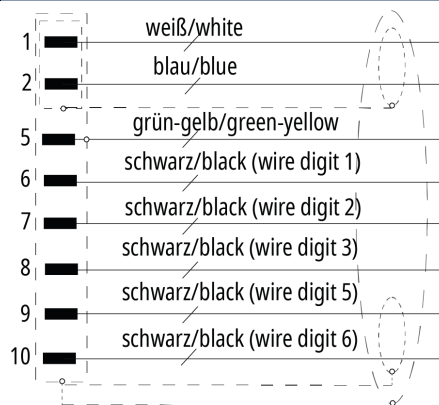 1 weiß/white
2 blau/blue
5 grün-gelb/green-yellow
6 schwarz/black (wire digit 1)
7 schwarz/black (wire digit 2)
8 schwarz/black (wire digit 3)
9 schwarz/black (wire digit 5)
10 schwarz/black (wire digit 6)